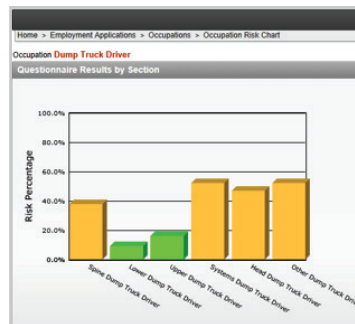 Home > Employment Applications > Occupations > Occupation Risk Chart
Occupation Dump Truck Driver
Questionnaire Results by Section
100.0%
80.0%
60.0%
40.0%
20.0%
0.0%
Risk Percentage
Spine Dump Truck Driver
Lower Dump Truck Driver
Upper Dump Truck Driver
Systems Dump Truck Driver
Head Dump Truck Driver
Other Dump Truck